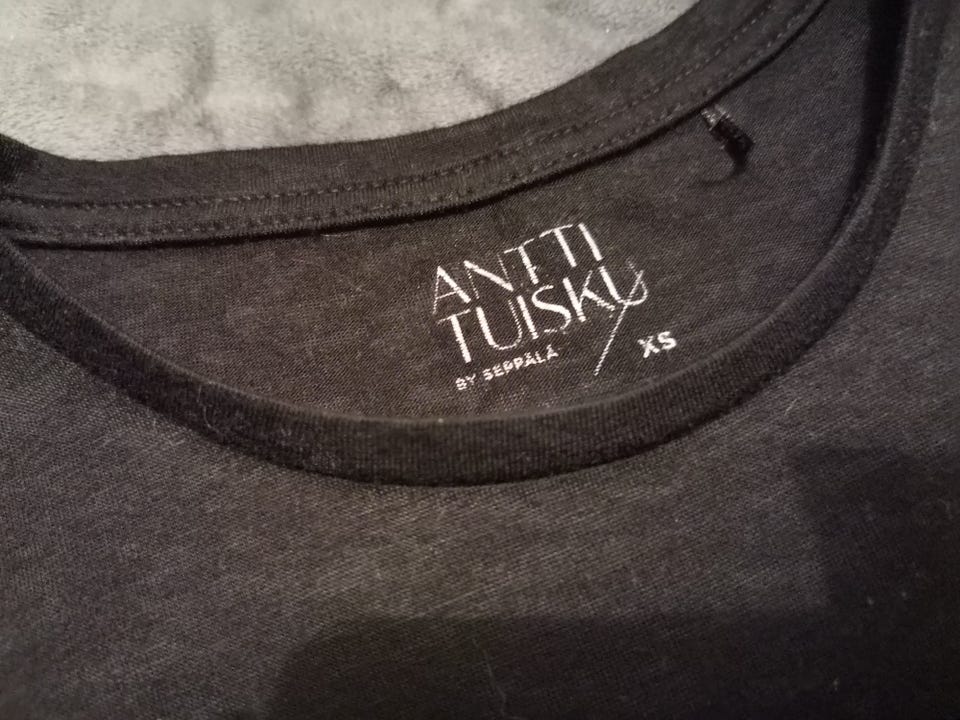 ANTTI
TUISKU
BY SEPPÄLÄ
XS